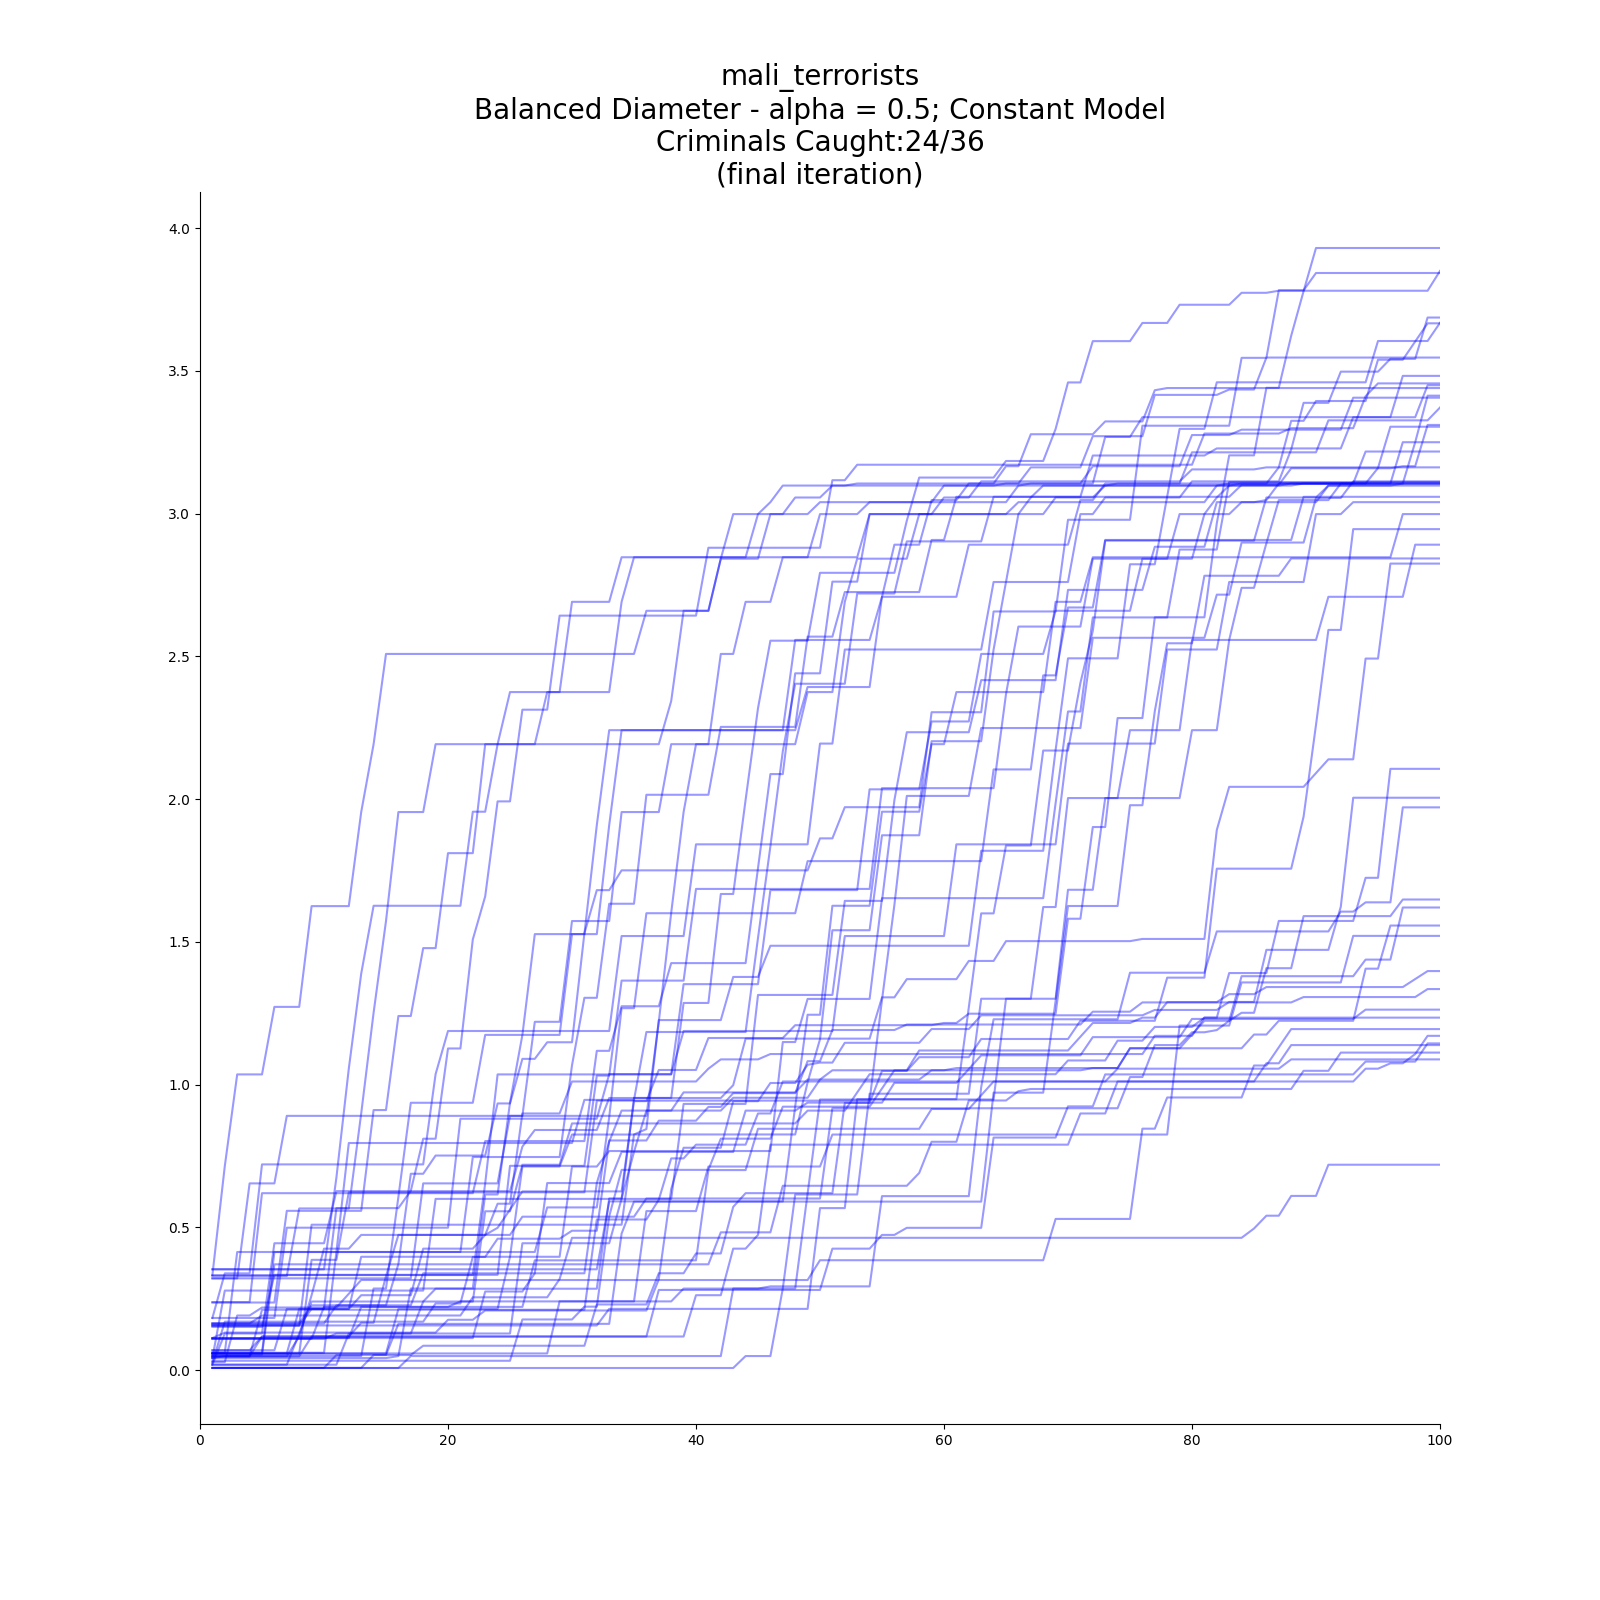 mali_terrorists
Balanced Diameter - alpha = 0.5; Constant Model
Criminals Caught:24/36
(final iteration)
4.0
3.5
3.0
2.5
2.0
1.5
1.0
0.5
0.0
0 20 40 60 80 100